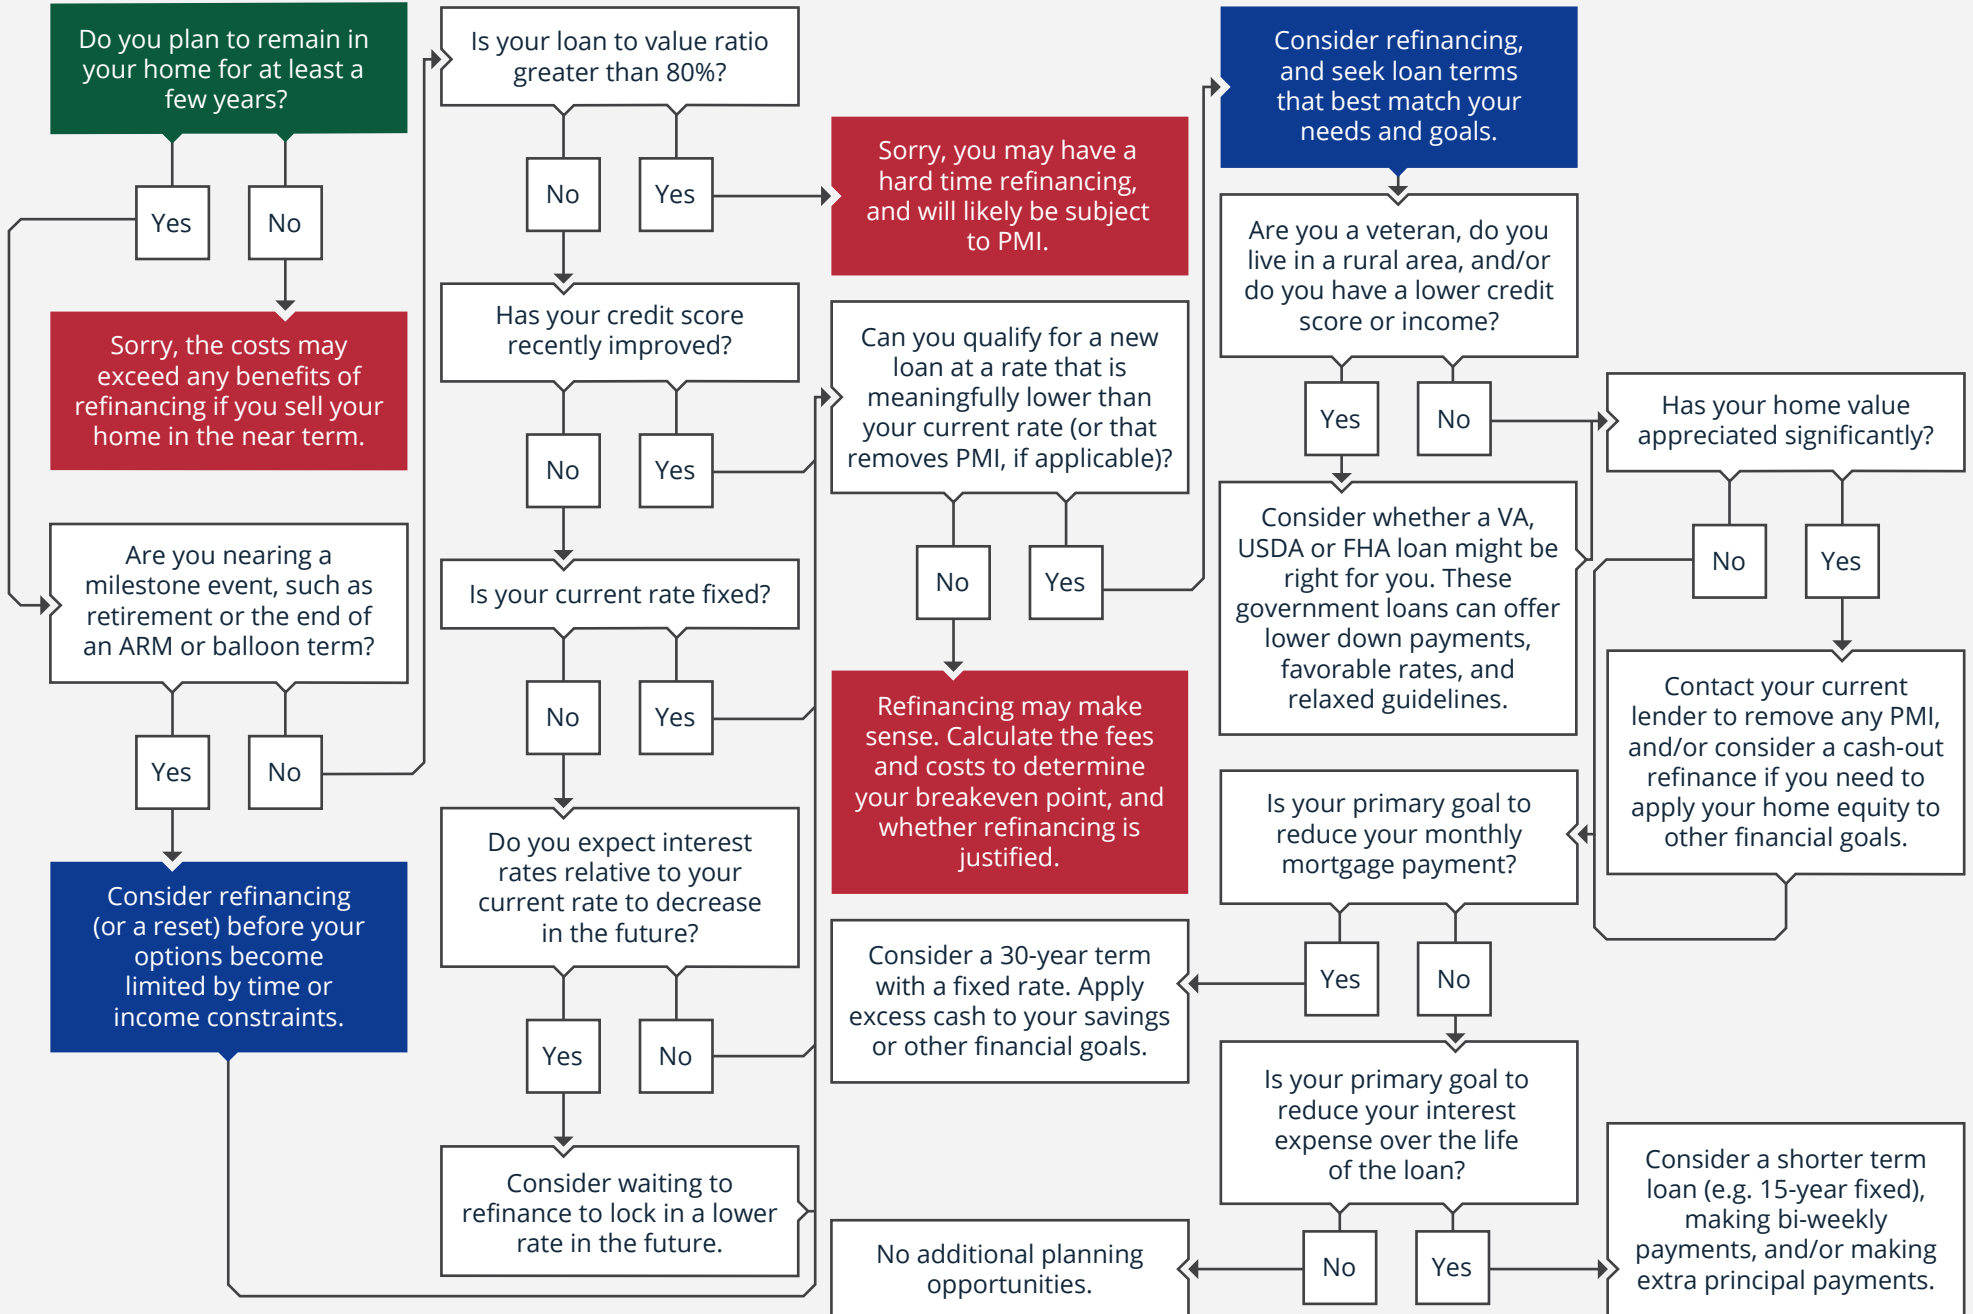 Do you plan to remain in
your home for at least a
few years?
Yes
No
Sorry, the costs may
exceed any benefits of
refinancing if you sell your
home in the near term.
Are you nearing a
milestone event, such as
retirement or the end of
an ARM or balloon term?
Yes
No
Consider refinancing
(or a reset) before your
options become
limited by time or
income constraints.
Is your loan to value ratio
greater than 80%?
No
Yes
Sorry, you may have a
hard time refinancing,
and will likely be subject
to PMI.
Has your credit score
recently improved?
No
Yes
Is your current rate fixed?
No
Yes
Do you expect interest
rates relative to your
current rate to decrease
in the future?
Yes
No
Consider waiting to
refinance to lock in a lower
rate in the future.
Can you qualify for a new
loan at a rate that is
meaningfully lower than
your current rate (or that
removes PMI, if applicable)?
No
Yes
Refinancing may make
sense. Calculate the fees
and costs to determine
your breakeven point, and
whether refinancing is
justified.
Consider refinancing,
and seek loan terms
that best match your
needs and goals.
Are you a veteran, do you
live in a rural area, and/or
do you have a lower credit
score or income?
Yes
No
Consider whether a VA,
USDA or FHA loan might be
right for you. These
government loans can offer
lower down payments,
favorable rates, and
relaxed guidelines.
Has your home value
appreciated significantly?
No
Yes
Contact your current
lender to remove any PMI,
and/or consider a cash-out
refinance if you need to
apply your home equity to
other financial goals.
Is your primary goal to
reduce your monthly
mortgage payment?
Yes
No
Consider a 30-year term
with a fixed rate. Apply
excess cash to your savings
or other financial goals.
Is your primary goal to
reduce your interest
expense over the life
of the loan?
No
Yes
No additional planning
opportunities.
Consider a shorter term
loan (e.g. 15-year fixed),
making bi-weekly
payments, and/or making
extra principal payments.